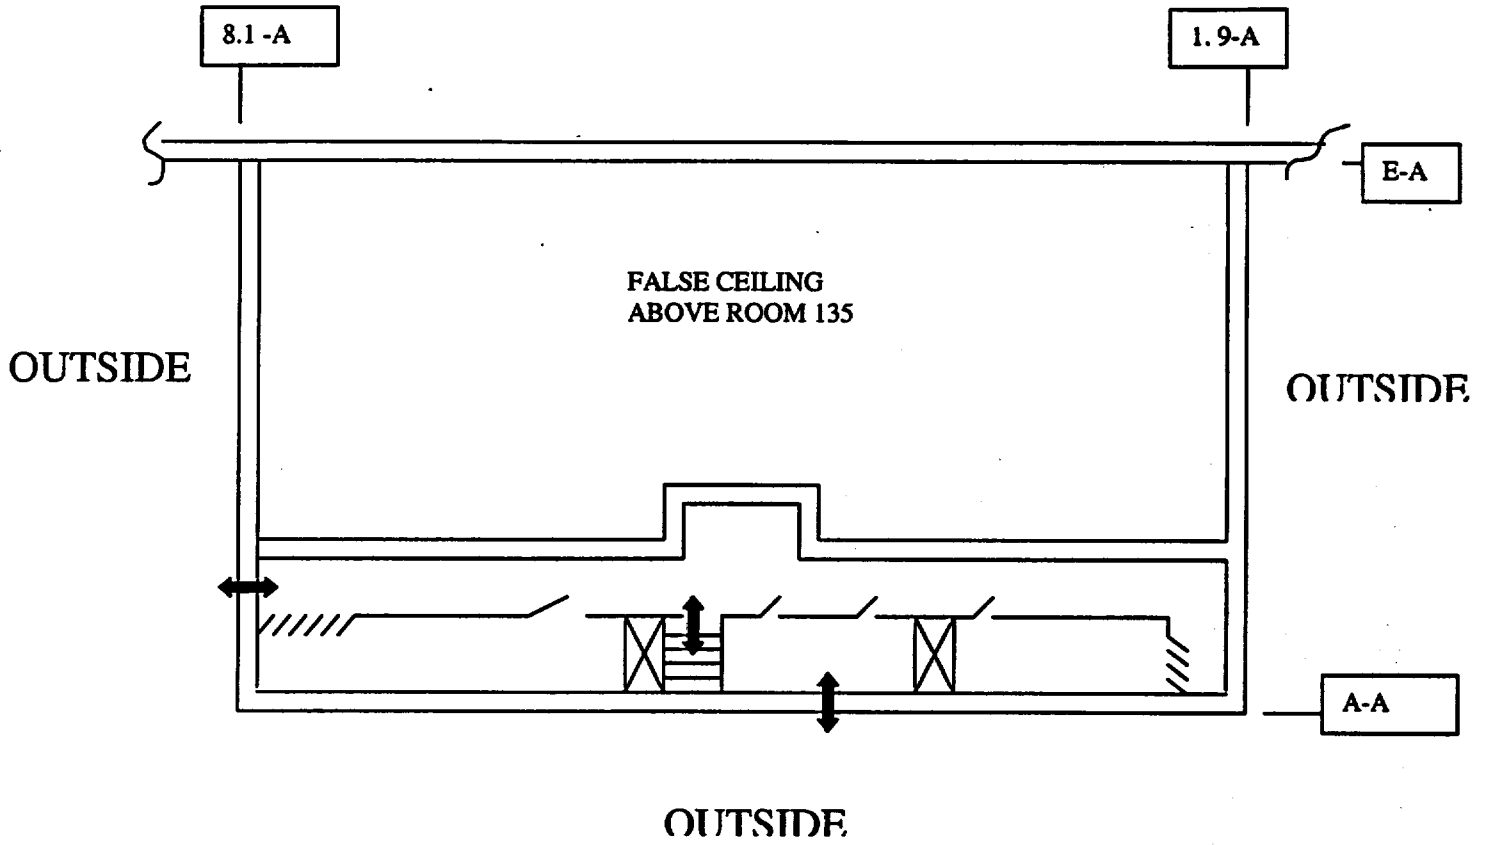 8.1 -A
1. 9-A
E-A
FALSE CEILING
ABOVE ROOM 135
OUTSIDE
OUTSIDE
A-A
OUTSIDE